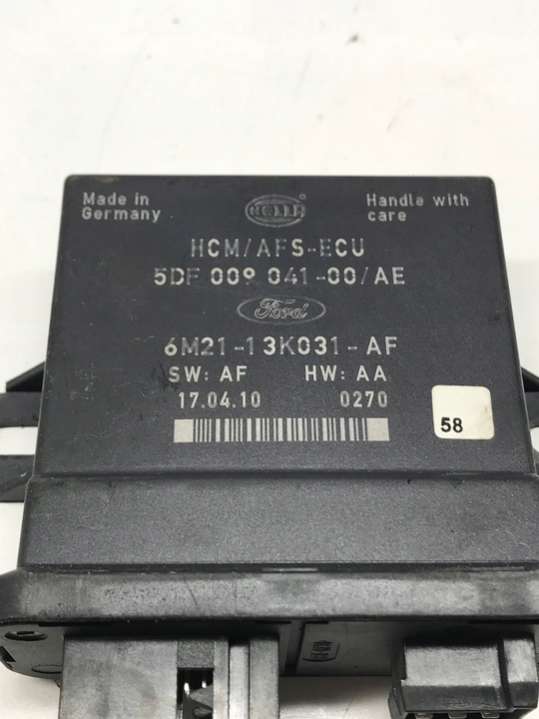 Made in
Germany
HELLA
Handle with
care
HCM/AFS-ECU
5DF 009 041-00/AE
Ford
6M21-13K031-AF
SW: AF HW: AA
17.04.10 0270
58